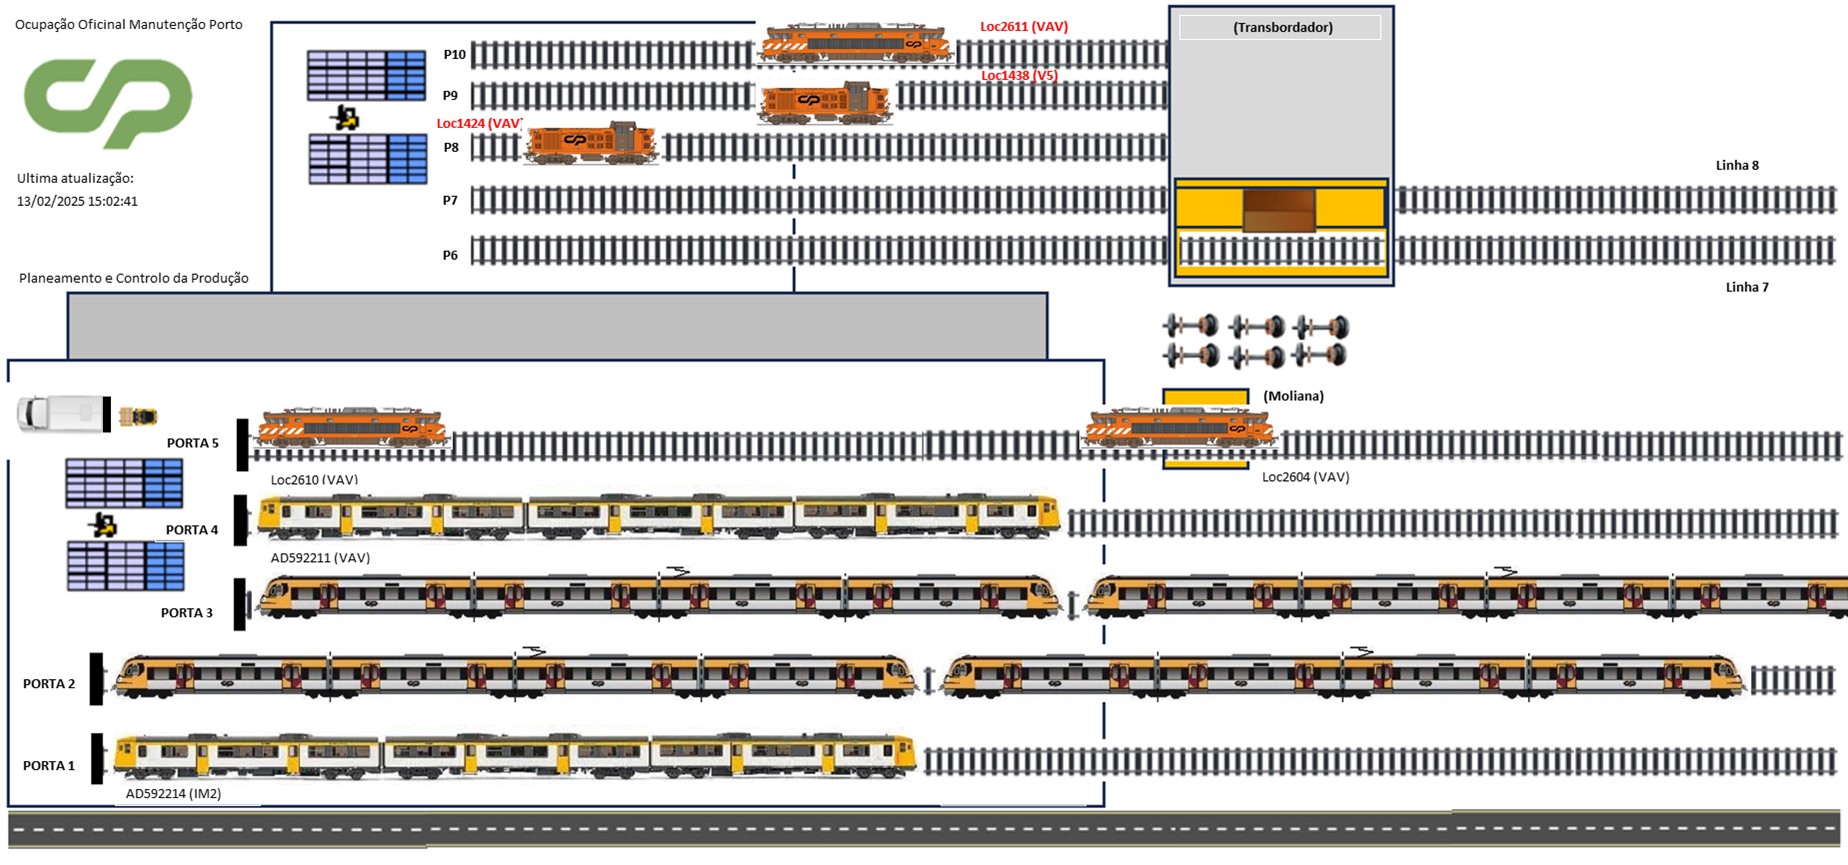 Ocupação Oficinal Manutenção Porto
Loc2611 (VAV)
(Transbordador)
P10
Loc1438 (V5)
P9
Loc1424 (VAV)
P8
Ultima atualização:
13/02/2025 15:02:41
Linha 8
P7
P6
Planeamento e Controlo da Produção
Linha 7
(Moliana)
PORTA 5
Loc2610 (VAV)
Loc2604 (VAV)
PORTA 4
AD592211 (VAV)
PORTA 3
PORTA 2
PORTA 1
AD592214 (IM2)